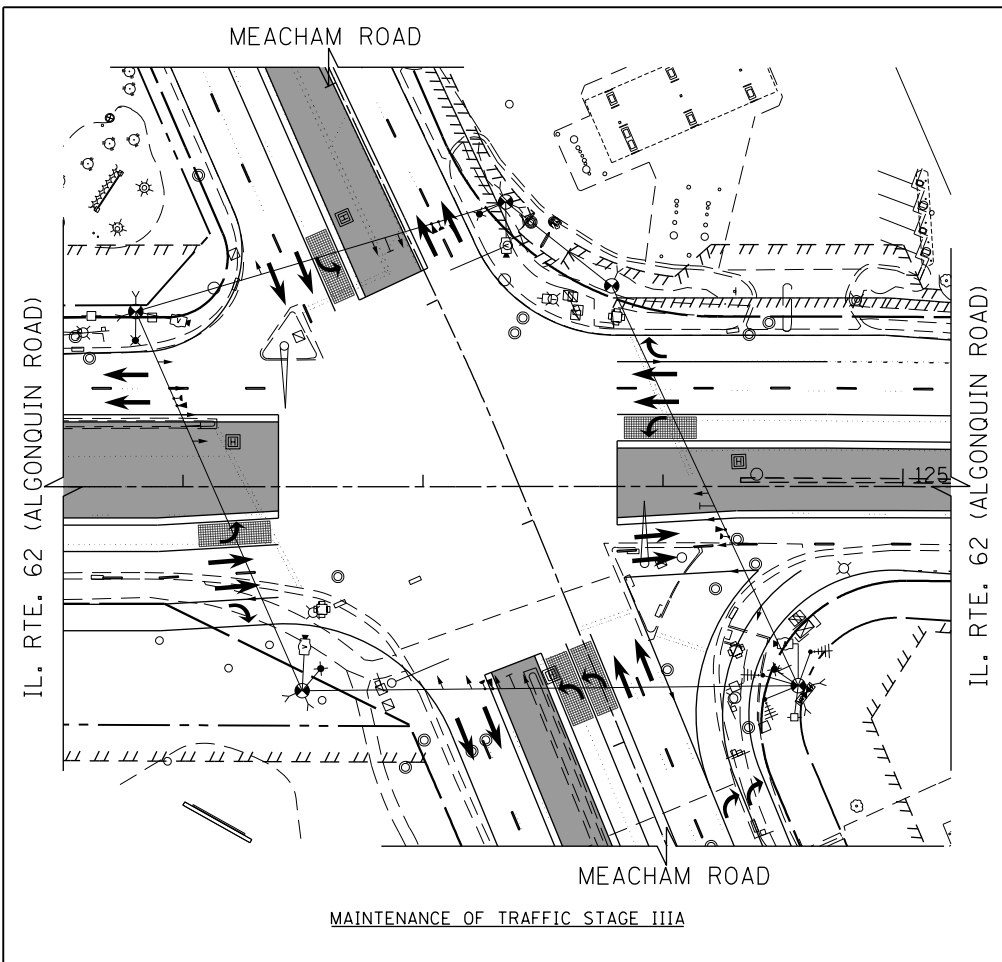 MEACHAM ROAD
IL. RTE. 62 (ALGONQUIN ROAD)
IL. RTE. 62 (ALGONQUIN ROAD)
H
H
H
125
H
V
V
MEACHAM ROAD
MAINTENANCE OF TRAFFIC STAGE IIIA